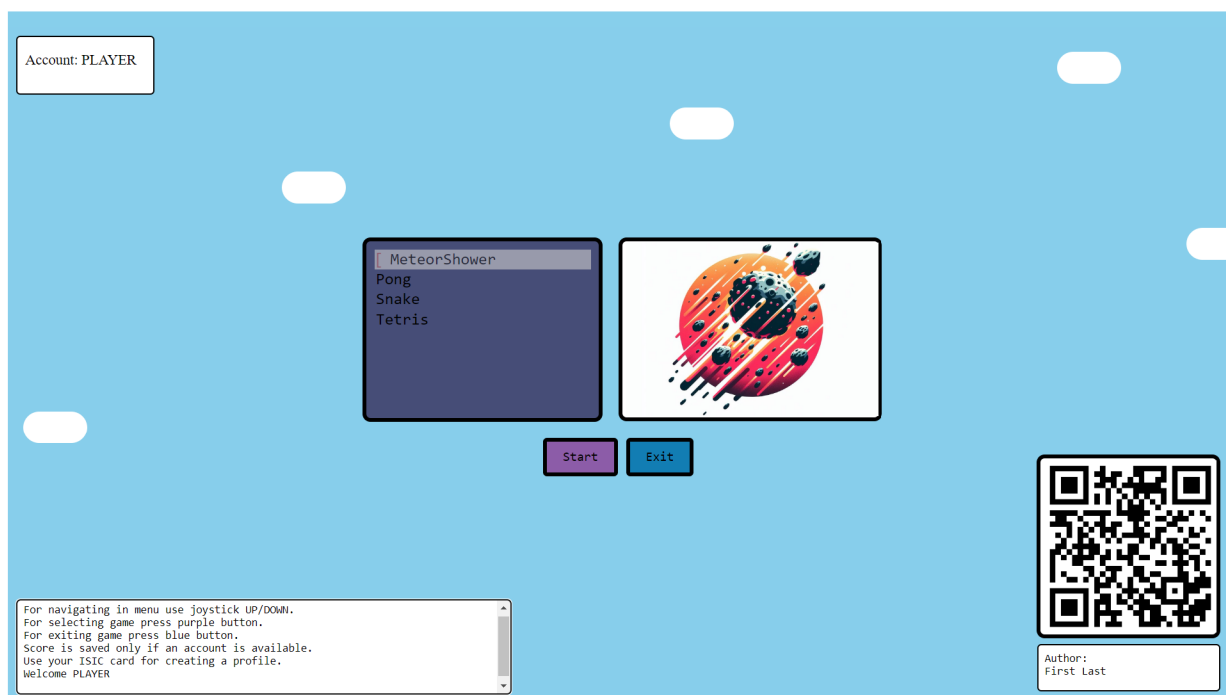 Account: PLAYER
[ MeteorShower
Pong
Snake
Tetris
Start
Exit
For navigating in menu use joystick UP/DOWN.
For selecting game press purple button.
For exiting game press blue button.
Score is saved only if an account is available.
Use your ISIC card for creating a profile.
Welcome PLAYER
Author:
First Last